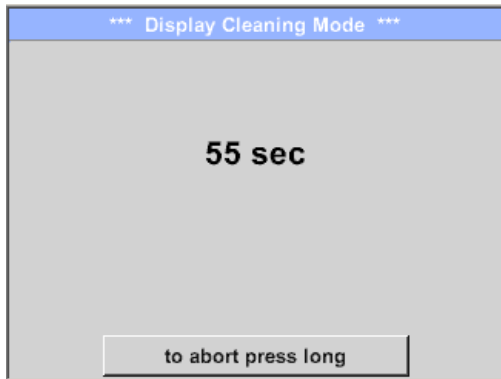 *** Display Cleaning Mode ***
55 sec
to abort press long